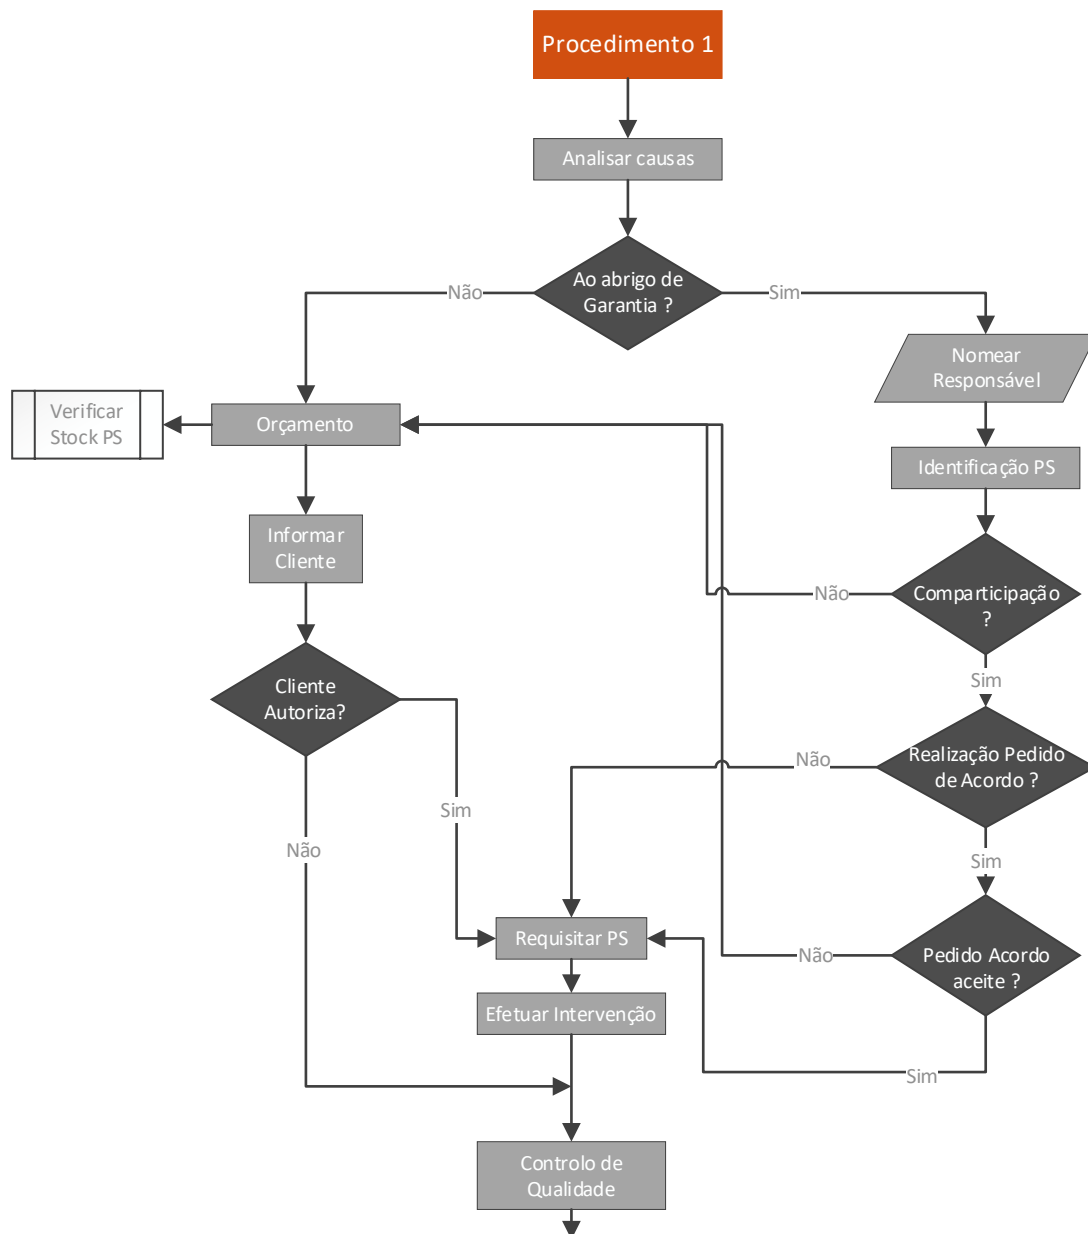 Procedimento 1
Analisar causas
Ao abrigo de
Garantia ?
Não
Sim
Nomear
Responsável
Verificar
Stock PS
Orçamento
Identificação PS
Informar
Cliente
Comparticipação
?
Não
Sim
Cliente
Autoriza?
Realização Pedido
de Acordo ?
Não
Sim
Não
Sim
Requisitar PS
Pedido Acordo
aceite ?
Não
Efetuar Intervenção
Sim
Controlo de
Qualidade